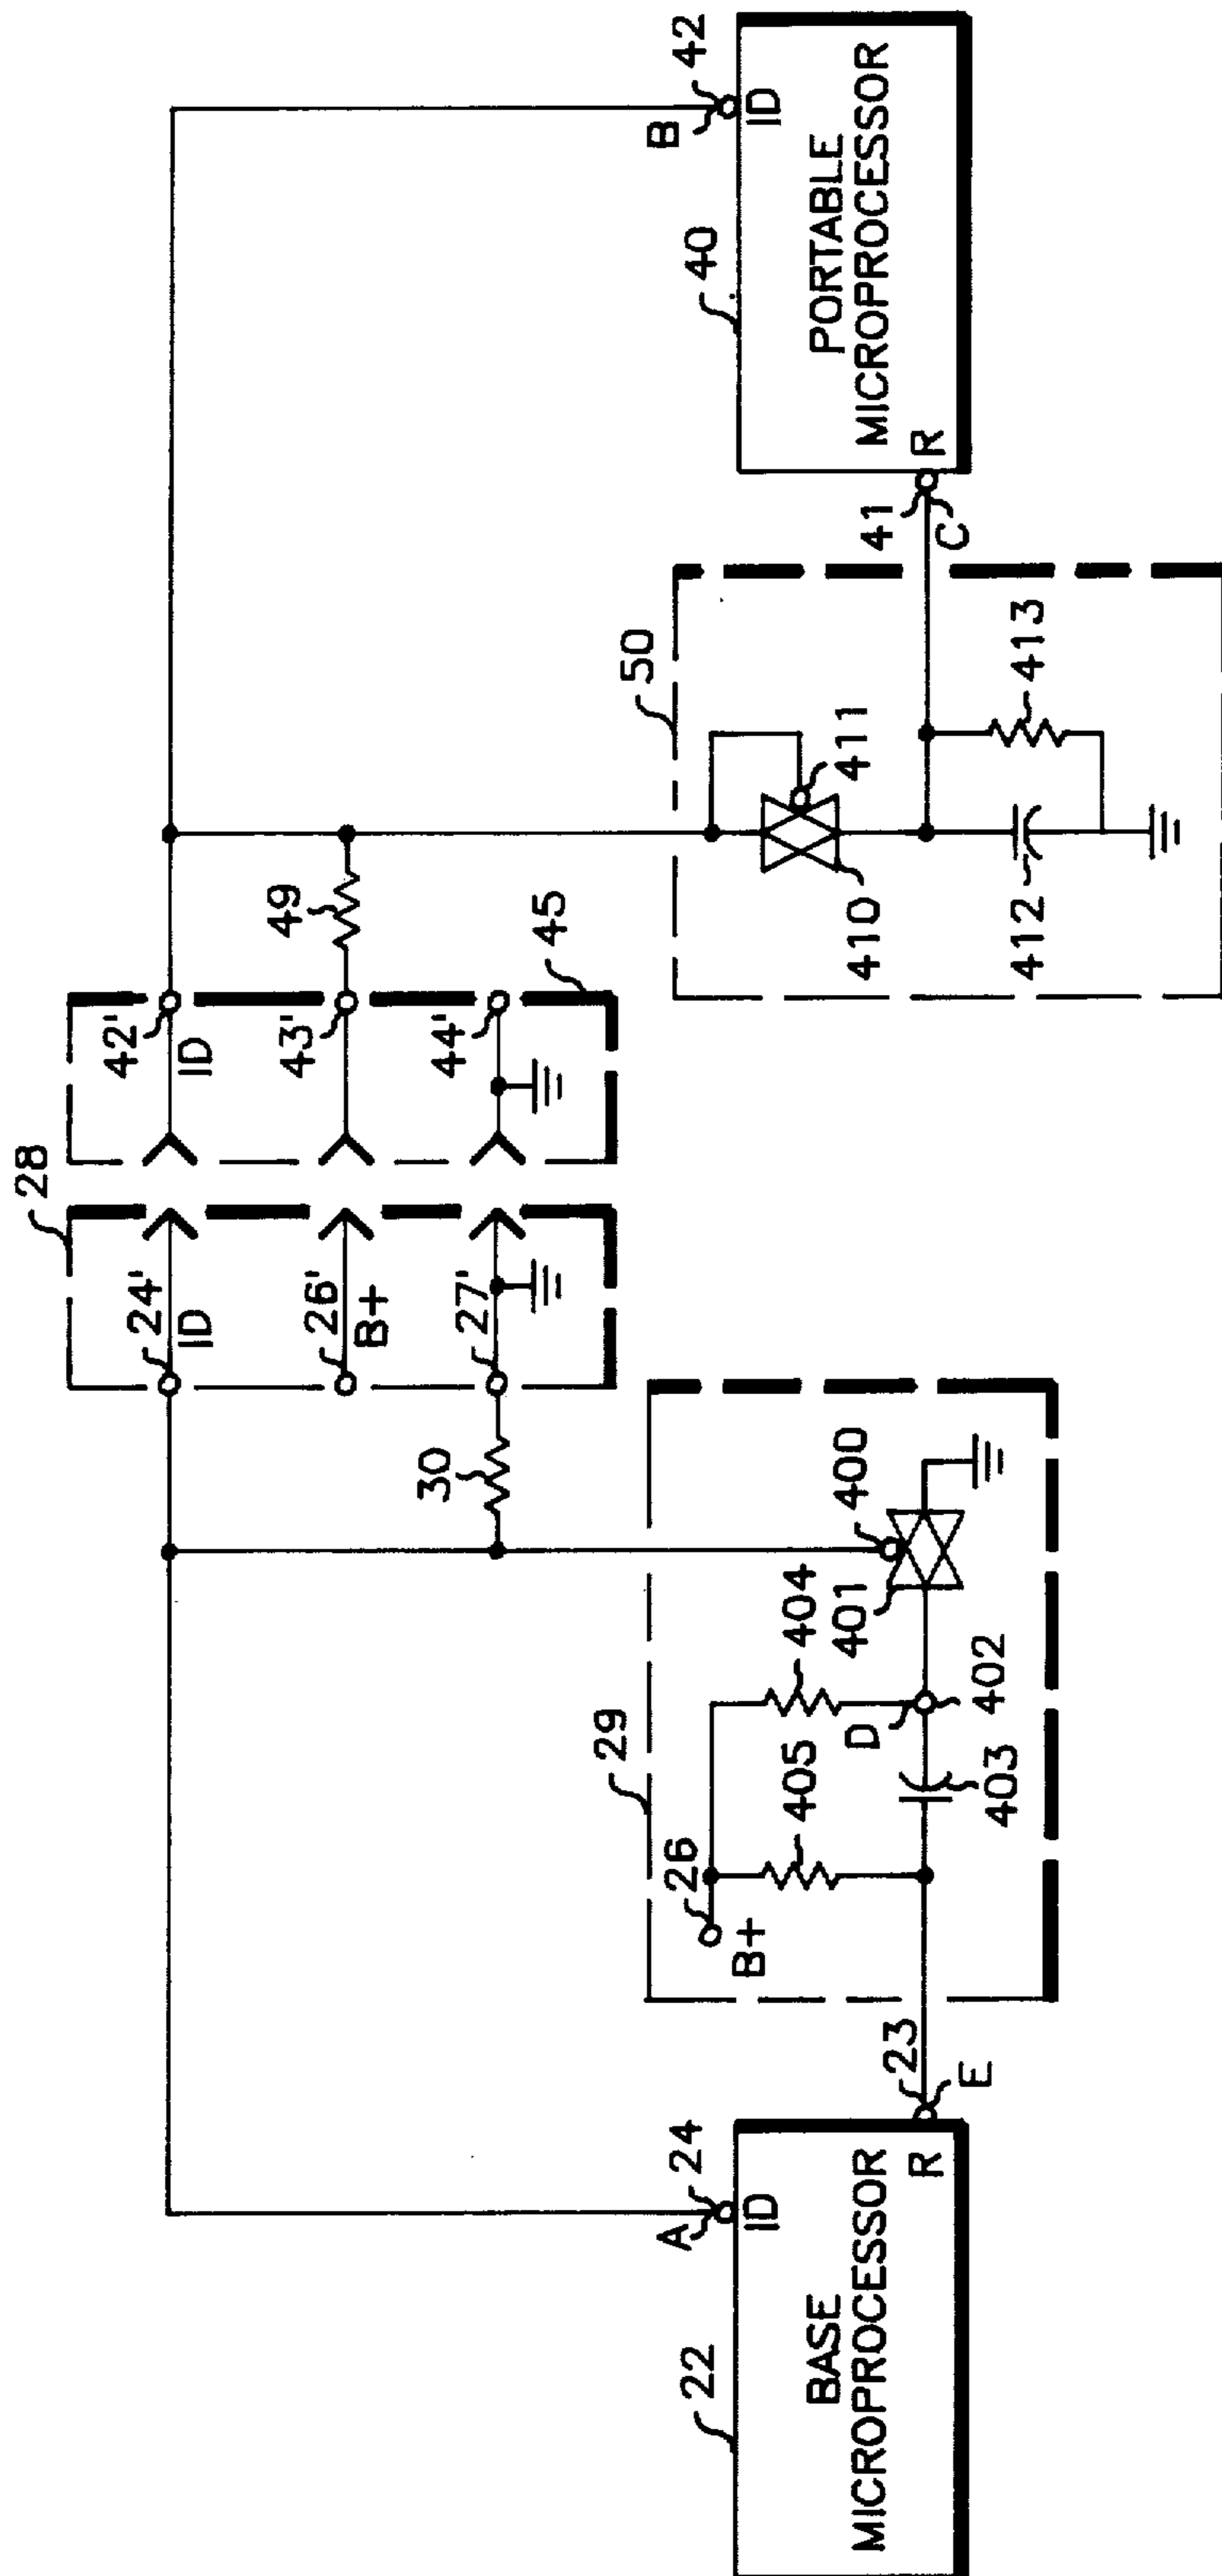 28
24'
ID
26'
B+
27'
42'
ID
43'
44'
45
49
30
A
24
22
ID
BASE
MICROPROCESSOR
R
23
E
29
26
B+
405
404
D
401
400
402
403
50
410
411
412
413
B
42
40
ID
PORTABLE
MICROPROCESSOR
R
41
C